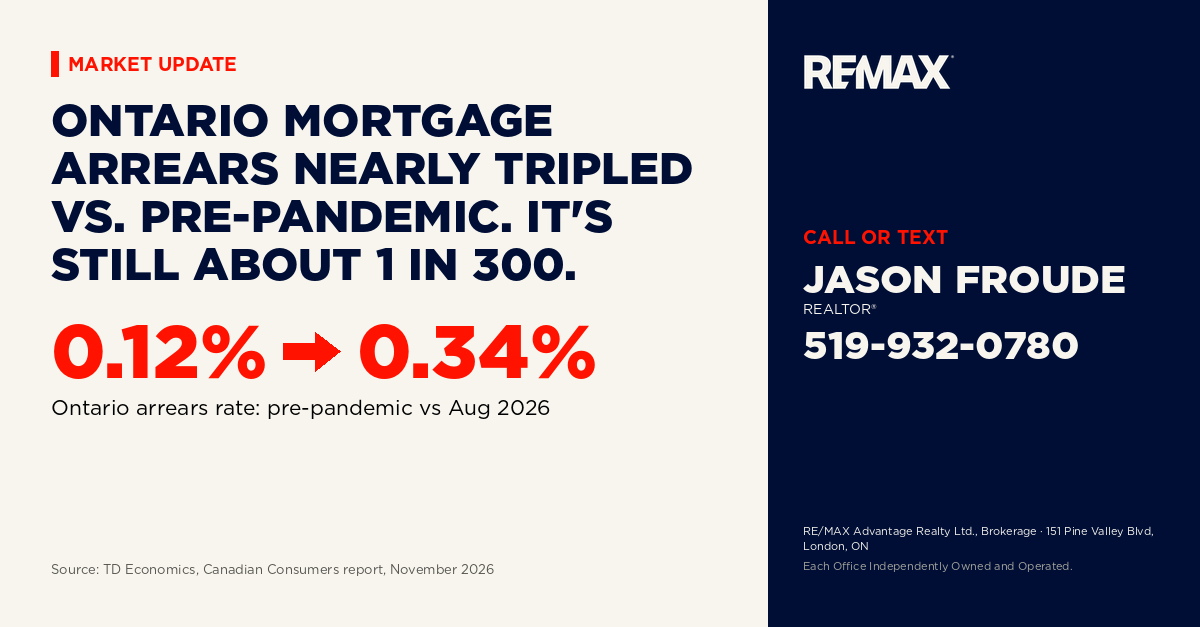 MARKET UPDATE
ONTARIO MORTGAGE
ARREARS NEARLY TRIPLED
VS. PRE-PANDEMIC. IT'S
STILL ABOUT 1 IN 300.
0.12% → 0.34%
Ontario arrears rate: pre-pandemic vs Aug 2026
Source: TD Economics, Canadian Consumers report, November 2026
REMAX®
CALL OR TEXT
JASON FROUDE
REALTOR®
519-932-0780
RE/MAX Advantage Realty Ltd., Brokerage · 151 Pine Valley Blvd,
London, ON
Each Office Independently Owned and Operated.